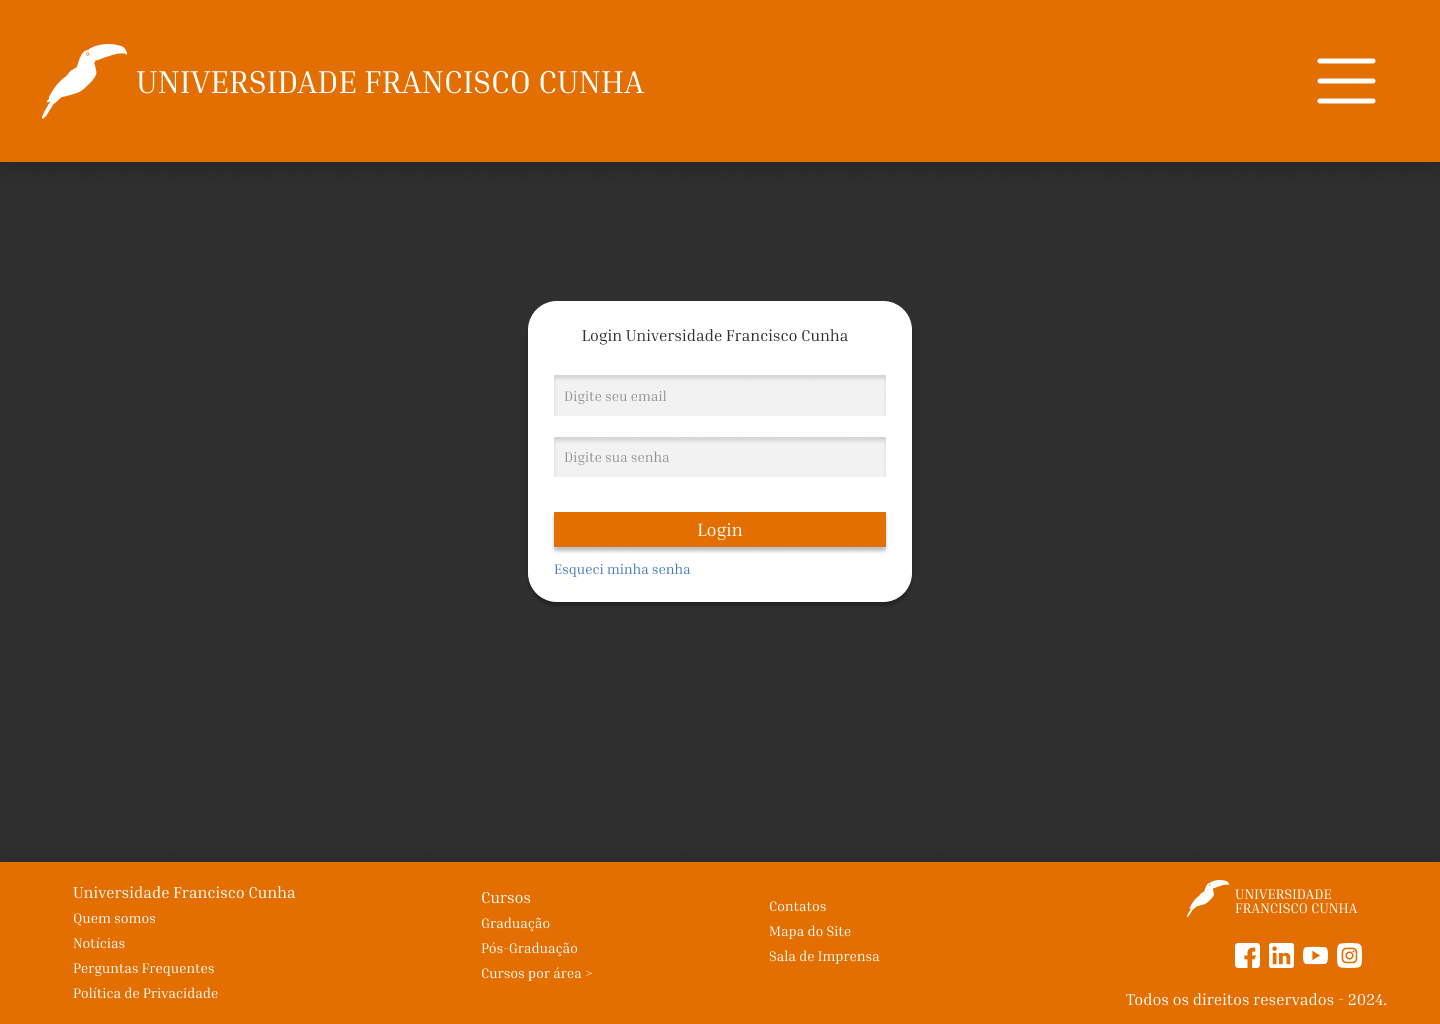 UNIVERSIDADE FRANCISCO CUNHA
Login Universidade Francisco Cunha
Digite seu email
Digite sua senha
Login
Esqueci minha senha
Universidade Francisco Cunha
Quem somos
Notícias
Perguntas Frequentes
Política de Privacidade
Cursos
Graduação
Pós-Graduação
Cursos por área >
Contatos
Mapa do Site
Sala de Imprensa
UNIVERSIDADE
FRANCISCO CUNHA
Todos os direitos reservados - 2024.